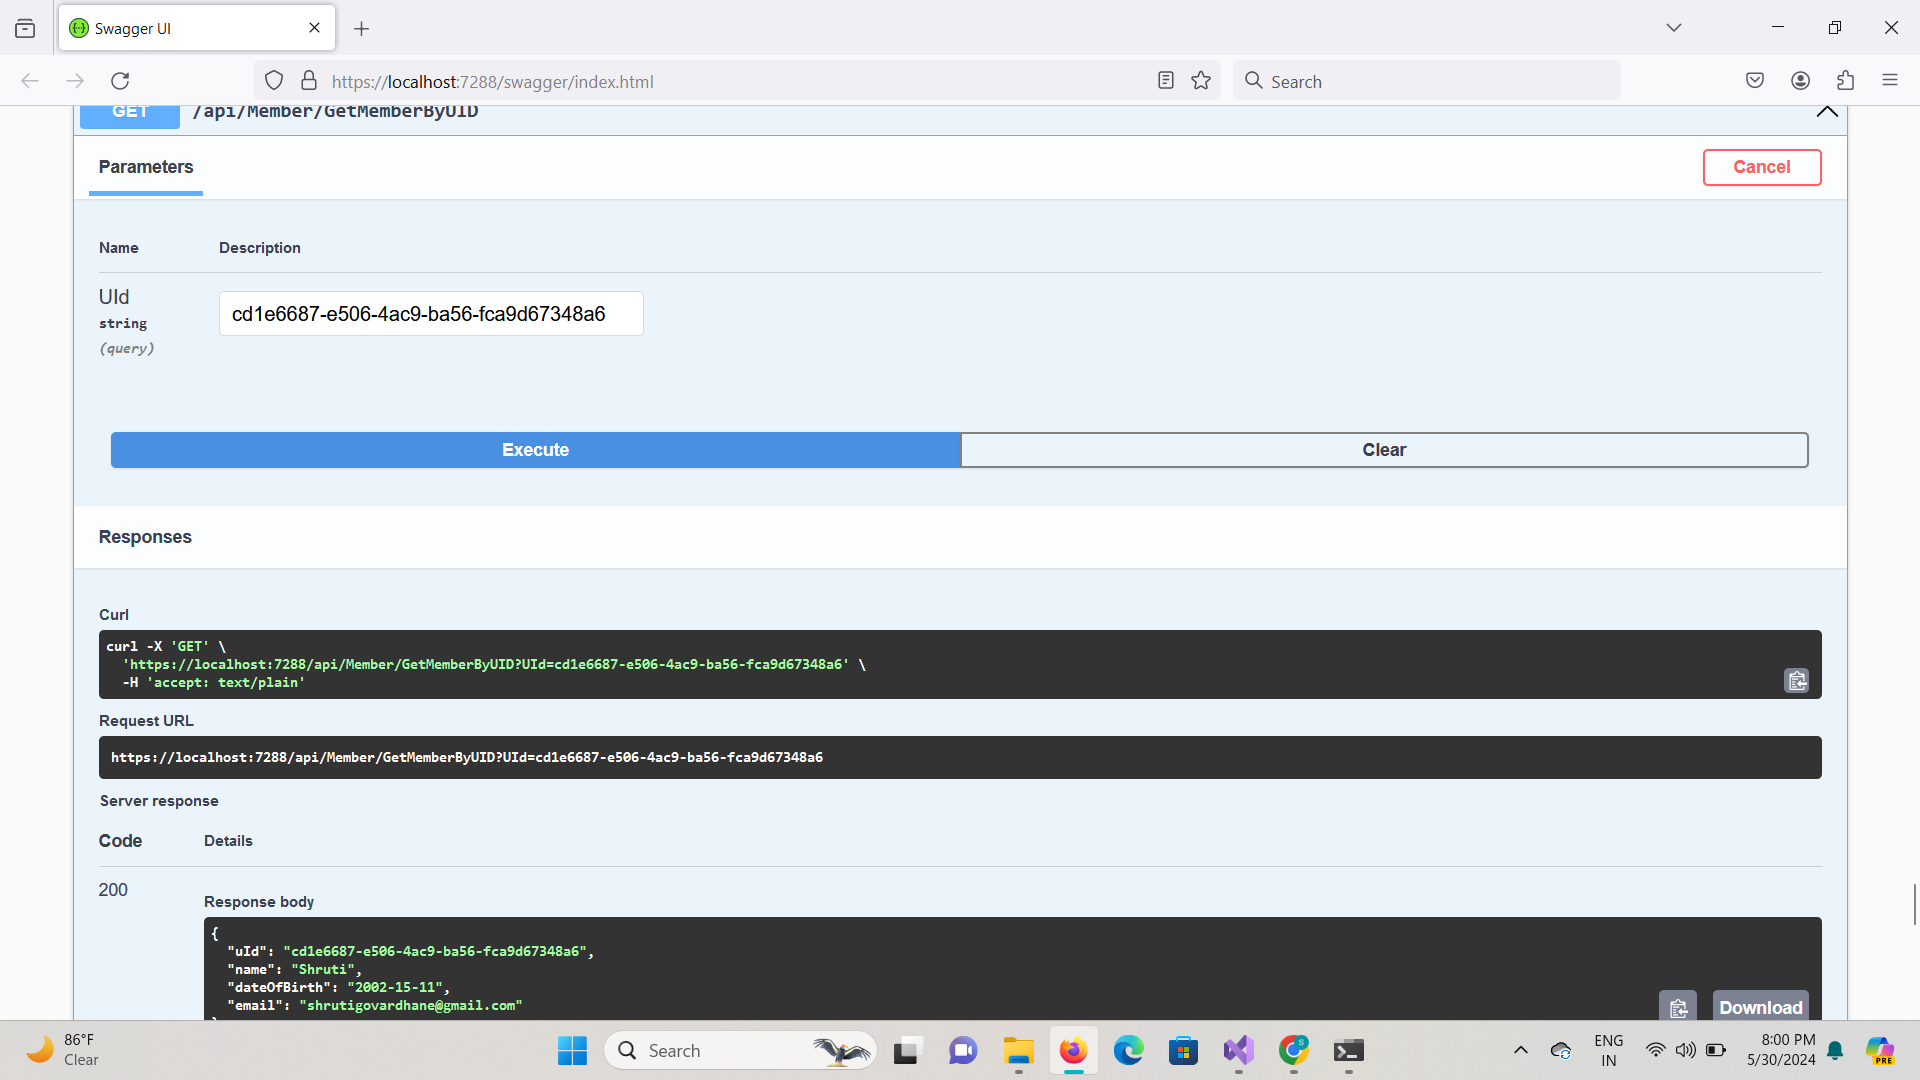 Swagger UI
https://localhost:7288/swagger/index.html
Search
GET /api/Member/GetMemberByUID
Parameters
Cancel
Name Description
UId
string
(query)
cd1e6687-e506-4ac9-ba56-fca9d67348a6
Execute Clear
Responses
Curl
curl -X 'GET' \
'https://localhost:7288/api/Member/GetMemberByUID?UId=cd1e6687-e506-4ac9-ba56-fca9d67348a6' \
-H 'accept: text/plain'
Request URL
https://localhost:7288/api/Member/GetMemberByUID?UId=cd1e6687-e506-4ac9-ba56-fca9d67348a6
Server response
Code Details
200
Response body
{
"uId": "cd1e6687-e506-4ac9-ba56-fca9d67348a6",
"name": "Shruti",
"dateOfBirth": "2002-15-11",
"email": "shrutigovardhane@gmail.com"
Download
86°F
Clear
Search
S
ENG
IN
8:00 PM
5/30/2024
PRE